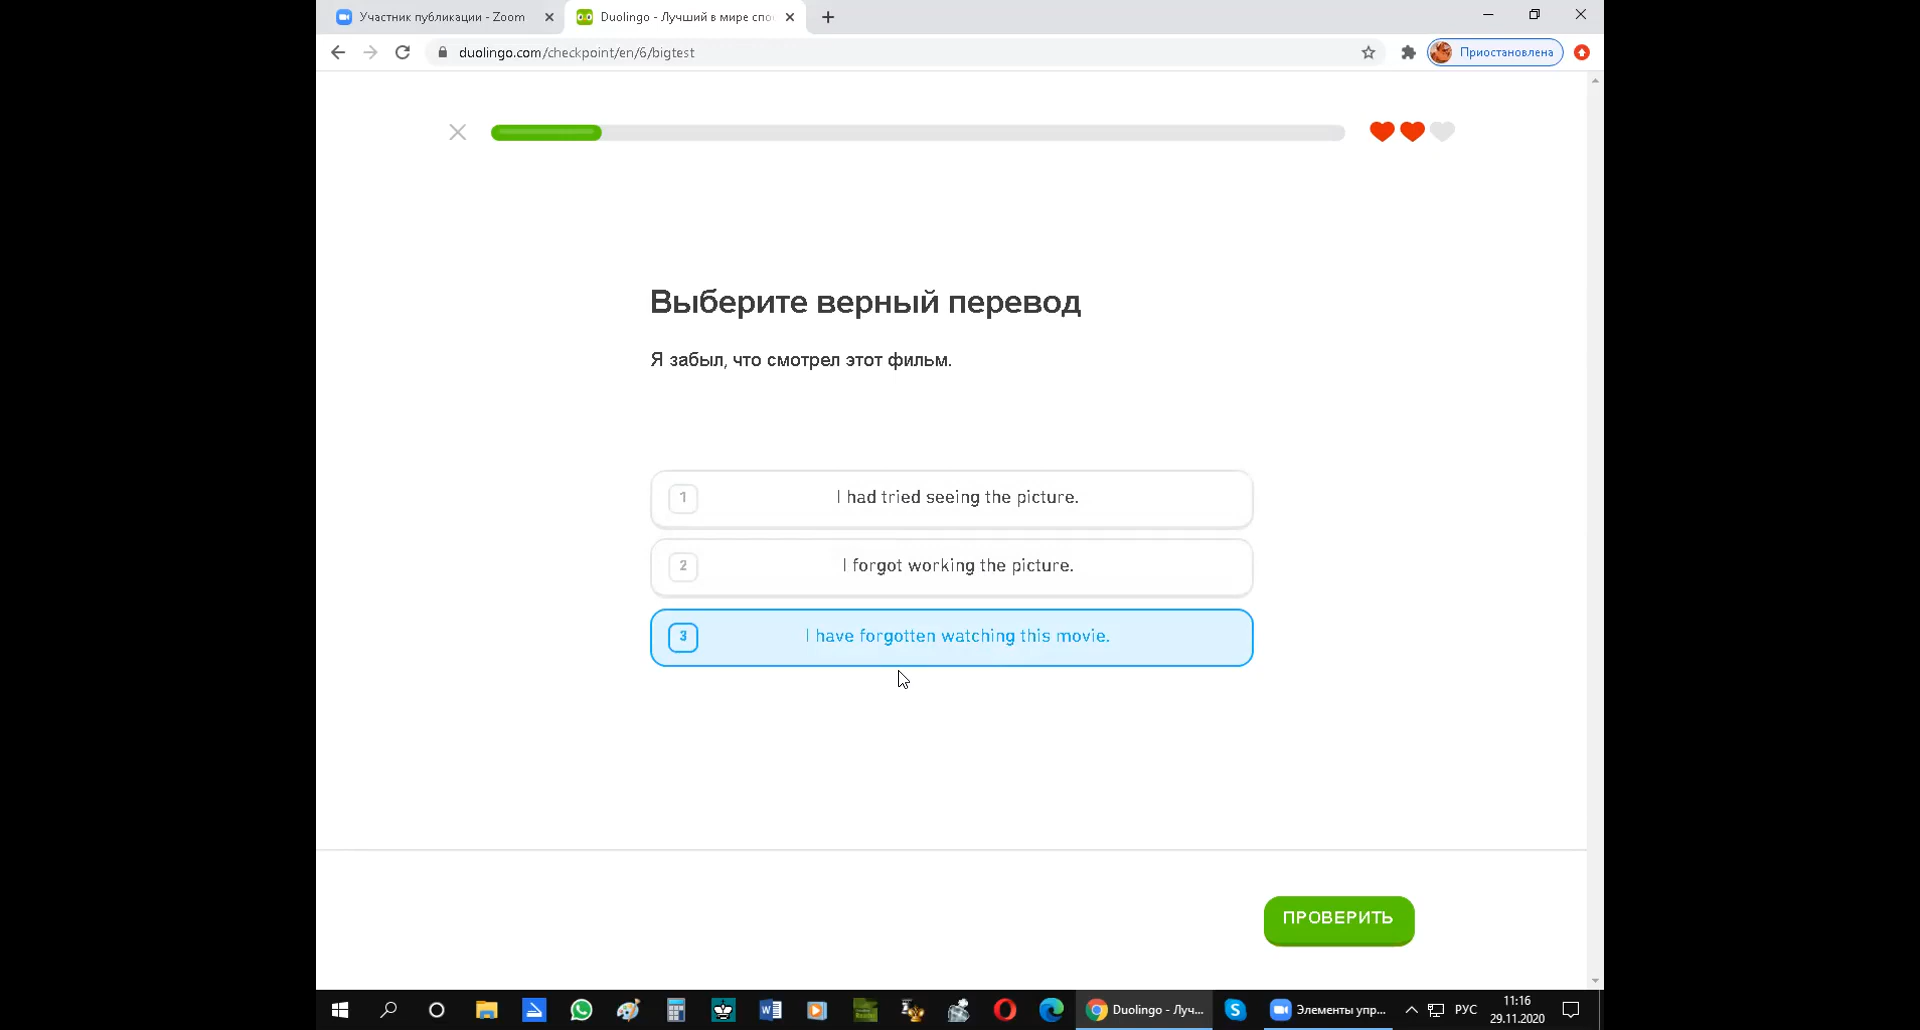 Участник публикации - Zoom
Duolingo - Лучший в мире спо
duolingo.com/checkpoint/en/6/bigtest
Приостановлена
Выберите верный перевод
Я забыл, что смотрел этот фильм.
1 I had tried seeing the picture.
2 I forgot working the picture.
3 I have forgotten watching this movie.
ПРОВЕРИТЬ
Duolingo - Луч...
Элементы упр...
РУС
11:16
29.11.2020